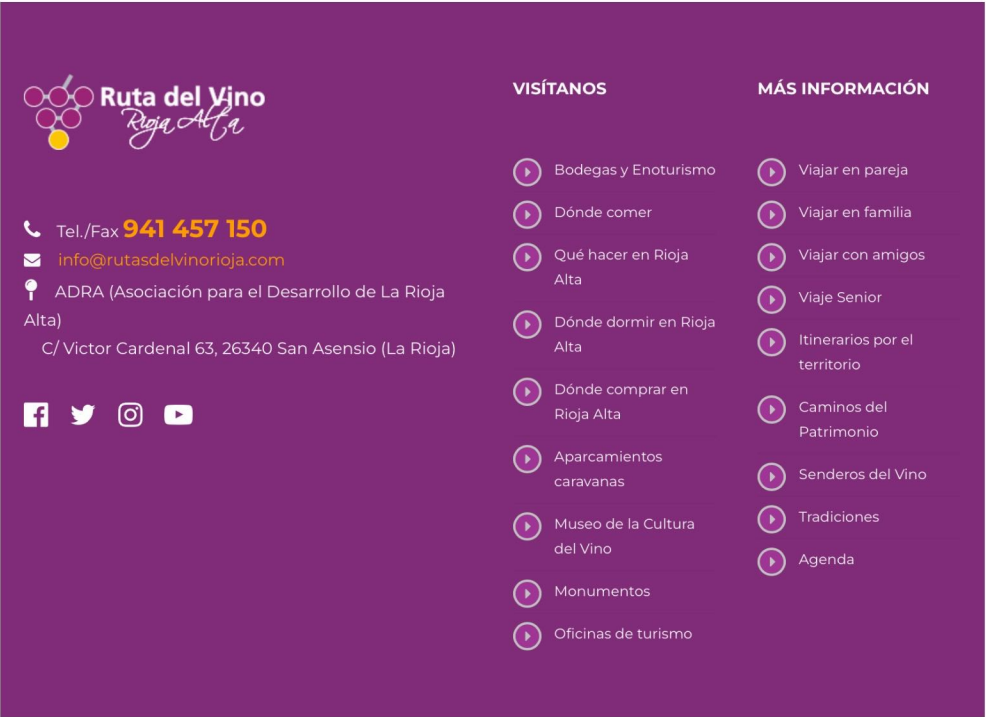 Ruta del Vino
Rioja Alta
Tel./Fax 941 457 150
info@rutasdelvinorioja.com
ADRA (Asociación para el Desarrollo de La Rioja
Alta)
C/ Victor Cardenal 63, 26340 San Asensio (La Rioja)
VISÍTANOS
Bodegas y Enoturismo
Dónde comer
Qué hacer en Rioja
Alta
Dónde dormir en Rioja
Alta
Dónde comprar en
Rioja Alta
Aparcamientos
caravanas
Museo de la Cultura
del Vino
Monumentos
Oficinas de turismo
MÁS INFORMACIÓN
Viajar en pareja
Viajar en familia
Viajar con amigos
Viaje Senior
Itinerarios por el
territorio
Caminos del
Patrimonio
Senderos del Vino
Tradiciones
Agenda